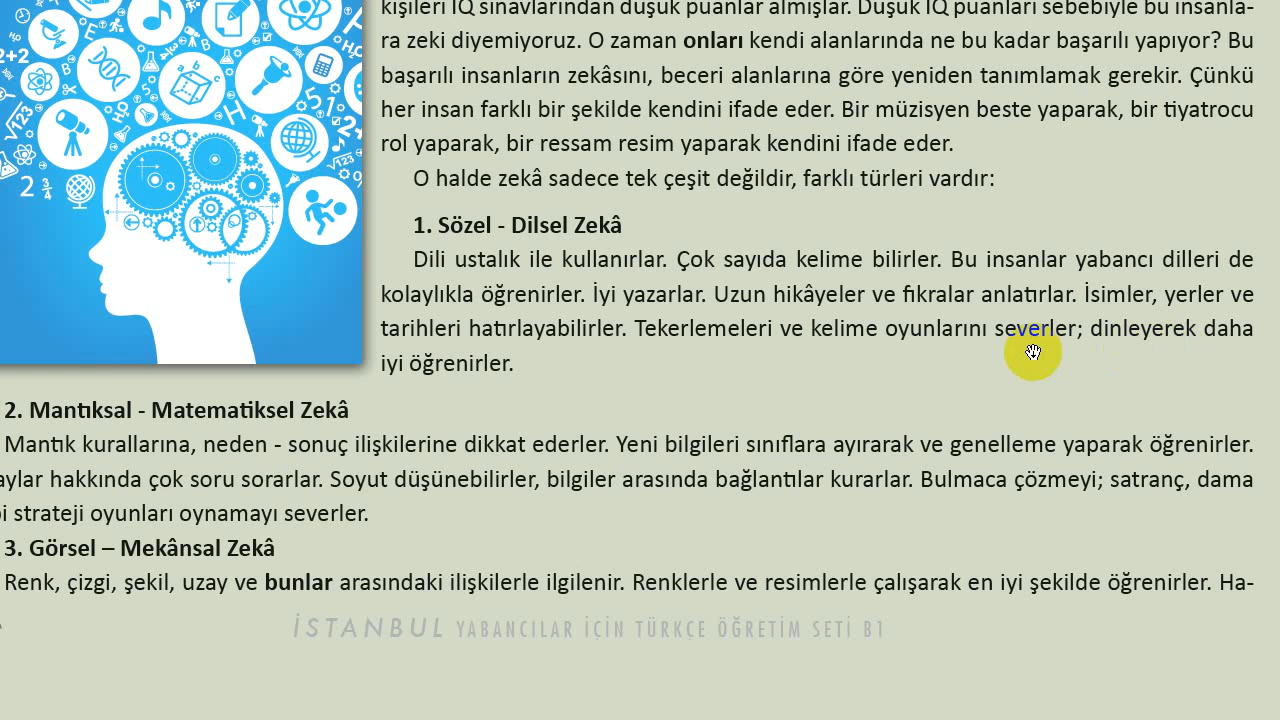 kişileri IQ sınavlarından düşük puanlar almışlar. Düşük IQ puanları sebebiyle bu insanla-
ra zeki diyemiyoruz. O zaman onları kendi alanlarında ne bu kadar başarılı yapıyor? Bu
başarılı insanların zekâsını, beceri alanlarına göre yeniden tanımlamak gerekir. Çünkü
her insan farklı bir şekilde kendini ifade eder. Bir müzisyen beste yaparak, bir tiyatrocu
rol yaparak, bir ressam resim yaparak kendini ifade eder.
O halde zekâ sadece tek çeşit değildir, farklı türleri vardır:
1. Sözel - Dilsel Zekâ
Dili ustalık ile kullanırlar. Çok sayıda kelime bilirler. Bu insanlar yabancı dilleri de
kolaylıkla öğrenirler. İyi yazarlar. Uzun hikâyeler ve fıkralar anlatırlar. İsimler, yerler ve
tarihleri hatırlayabilirler. Tekerlemeleri ve kelime oyunlarını severler; dinleyerek daha
iyi öğrenirler.
2. Mantıksal - Matematiksel Zekâ
Mantık kurallarına, neden - sonuç ilişkilerine dikkat ederler. Yeni bilgileri sınıflara ayırarak ve genelleme yaparak öğrenirler.
aylar hakkında çok soru sorarlar. Soyut düşünebilirler, bilgiler arasında bağlantılar kurarlar. Bulmaca çözmeyi; satranç, dama
bi strateji oyunları oynamayı severler.
3. Görsel – Mekânsal Zekâ
Renk, çizgi, şekil, uzay ve bunlar arasındaki ilişkilerle ilgilenir. Renklerle ve resimlerle çalışarak en iyi şekilde öğrenirler. Ha-
İSTANBUL YABANCILAR İÇİN TÜRKÇE ÖĞRETİM SETİ B1